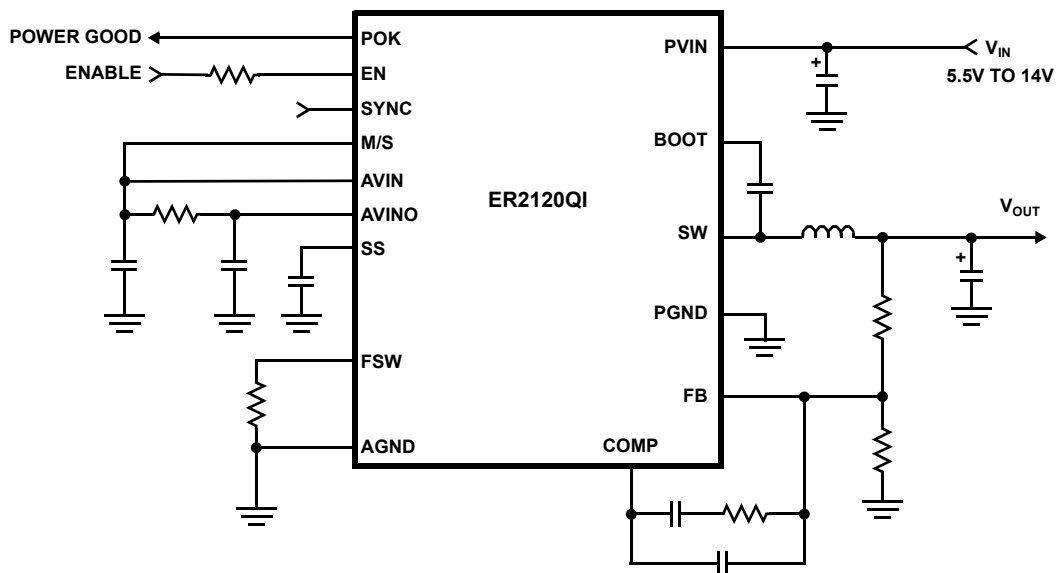 POWER GOOD
ENABLE
POK
EN
SYNC
M/S
AVIN
AVINO
SS
FSW
AGND
ER2120QI
COMP
PVIN
BOOT
SW
PGND
FB
+
VIN
5.5V TO 14V
VOUT
+